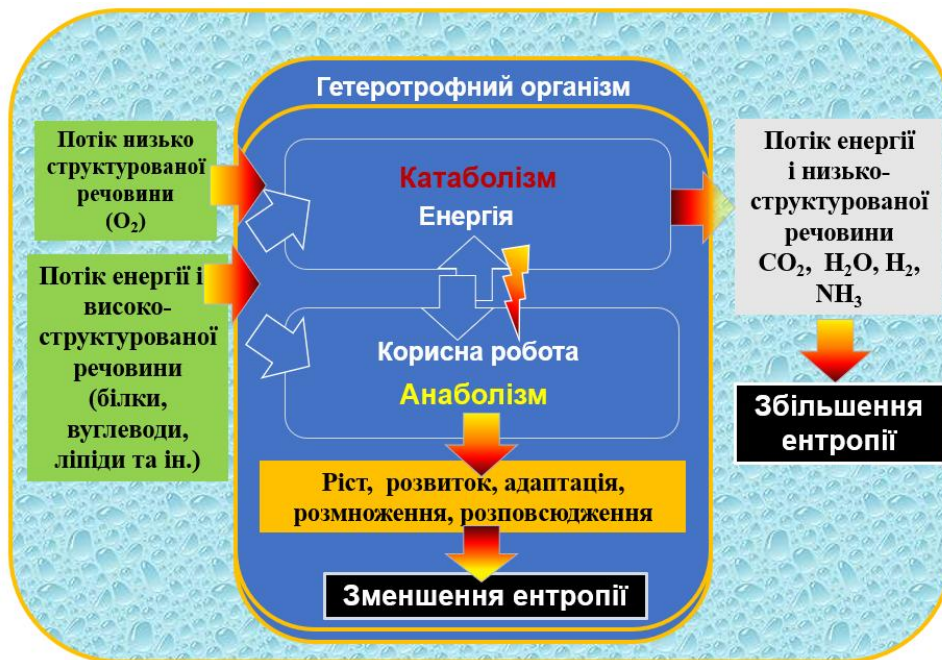 Гетеротрофний організм
Потік низько
структурованої
речовини
(O₂)
Потік енергії і
високо-
структурованої
речовини
(білки,
вуглеводи,
ліпіди та ін.)
Катаболізм
Енергія
Корисна робота
Анаболізм
Ріст, розвиток, адаптація,
розмноження, розповсюдження
Зменшення ентропії
Потік енергії
і низько-
структурованої
речовини
CO₂, H₂O, H₂,
NH₃
Збільшення
ентропії